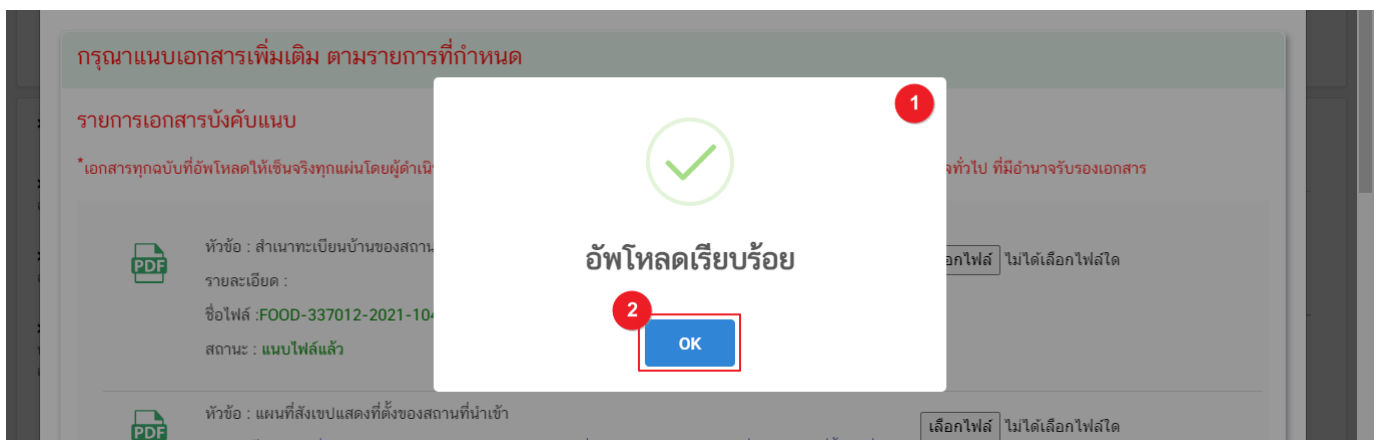 กรุณาแนบเอกสารเพิ่มเติม ตามรายการที่กำหนด
1
รายการเอกสารบังคับแนบ
*เอกสารทุกฉบับที่อัพโหลดให้เซ็นจริงทุกแผ่นโดยผู้ดำเนิ
ทั่วไป ที่มีอำนาจรับรองเอกสาร
หัวข้อ : สำเนาทะเบียนบ้านของสถาน
อัพโหลดเรียบร้อย
อกไฟล์ ไม่ได้เลือกไฟล์ใด
PDF
รายละเอียด :
ชื่อไฟล์ :FOOD-337012-2021-10
2
OK
สถานะ : แนบไฟล์แล้ว
หัวข้อ : แผนที่สังเขปแสดงที่ตั้งของสถานที่นำเข้า
เลือกไฟล์ ไม่ได้เลือกไฟล์ใด
PDF